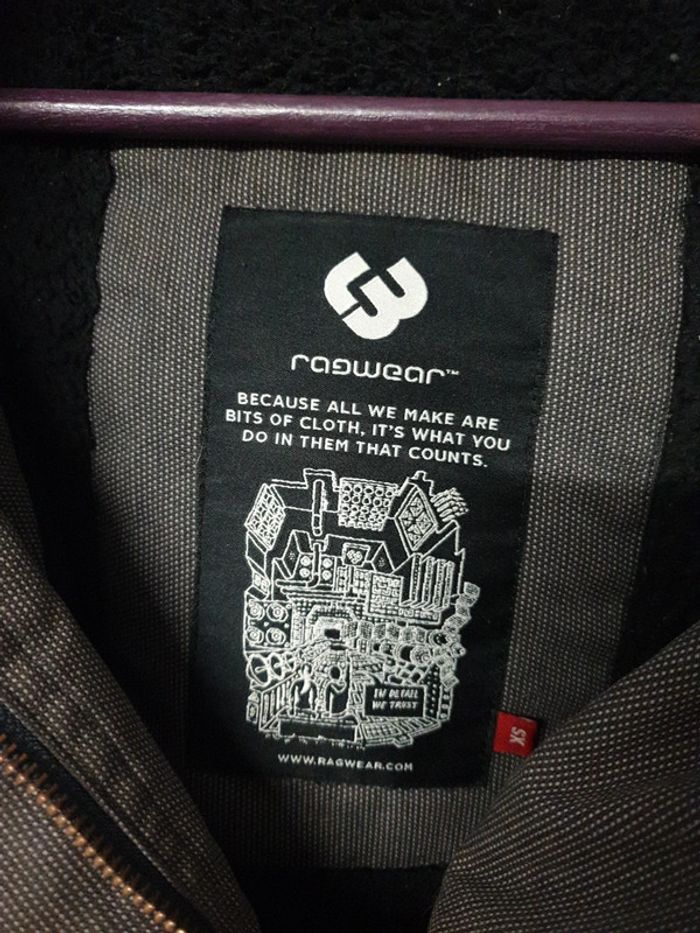 ragwear™
BECAUSE ALL WE MAKE ARE
BITS OF CLOTH, IT'S WHAT YOU
DO IN THEM THAT COUNTS.
IN DETAIL
WE TRUST
WWW.RAGWEAR.COM